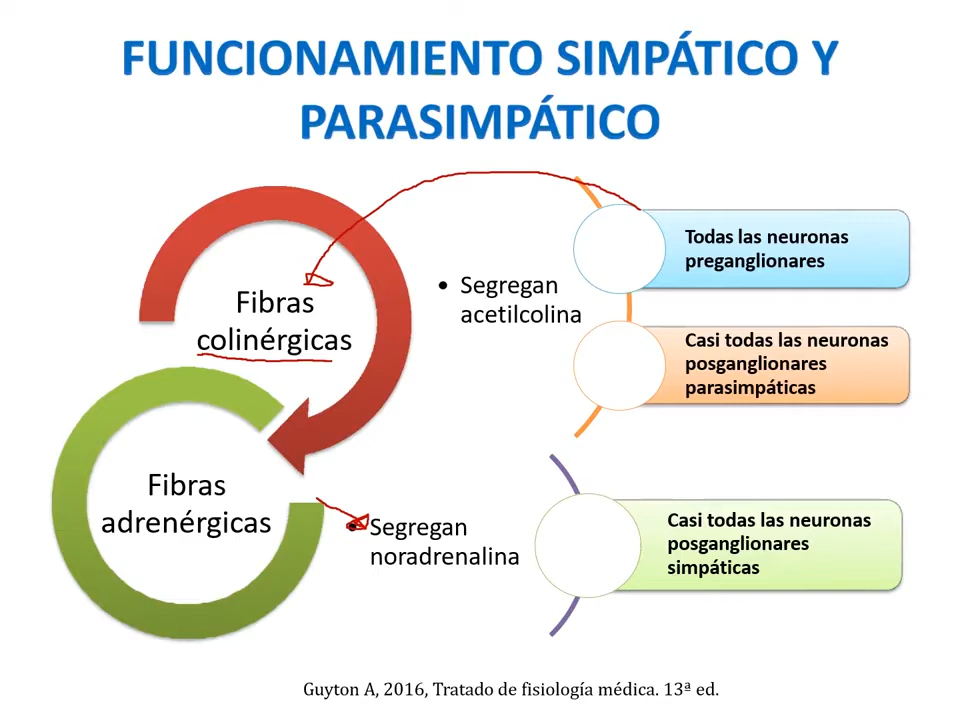 FUNCIONAMIENTO SIMPÁTICO Y
PARASIMPÁTICO
Fibras
colinérgicas
• Segregan
acetilcolina
Todas las neuronas
preganglionares
Casi todas las neuronas
posganglionares
parasimpáticas
Fibras
adrenérgicas
• Segregan
noradrenalina
Casi todas las neuronas
posganglionares
simpáticas
Guyton A, 2016, Tratado de fisiología médica. 13ª ed.